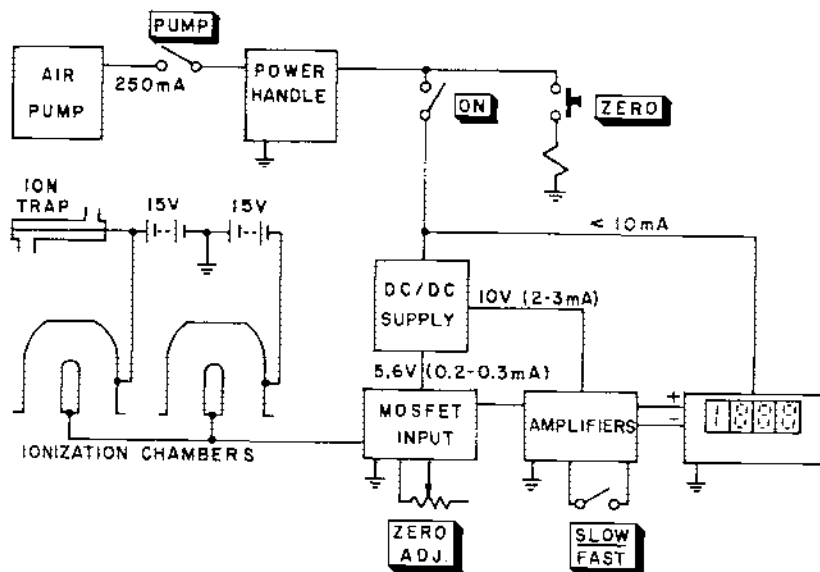 PUMP
AIR
PUMP
250mA
POWER
HANDLE
ON
ZERO
ION
TRAP
15V
15V
< 10mA
DC/DC
SUPPLY
10V (2-3mA)
5.6V (0.2-0.3mA)
MOSFET
INPUT
AMPLIFIERS
+
-
1888
IONIZATION CHAMBERS
ZERO
ADJ.
SLOW
FAST